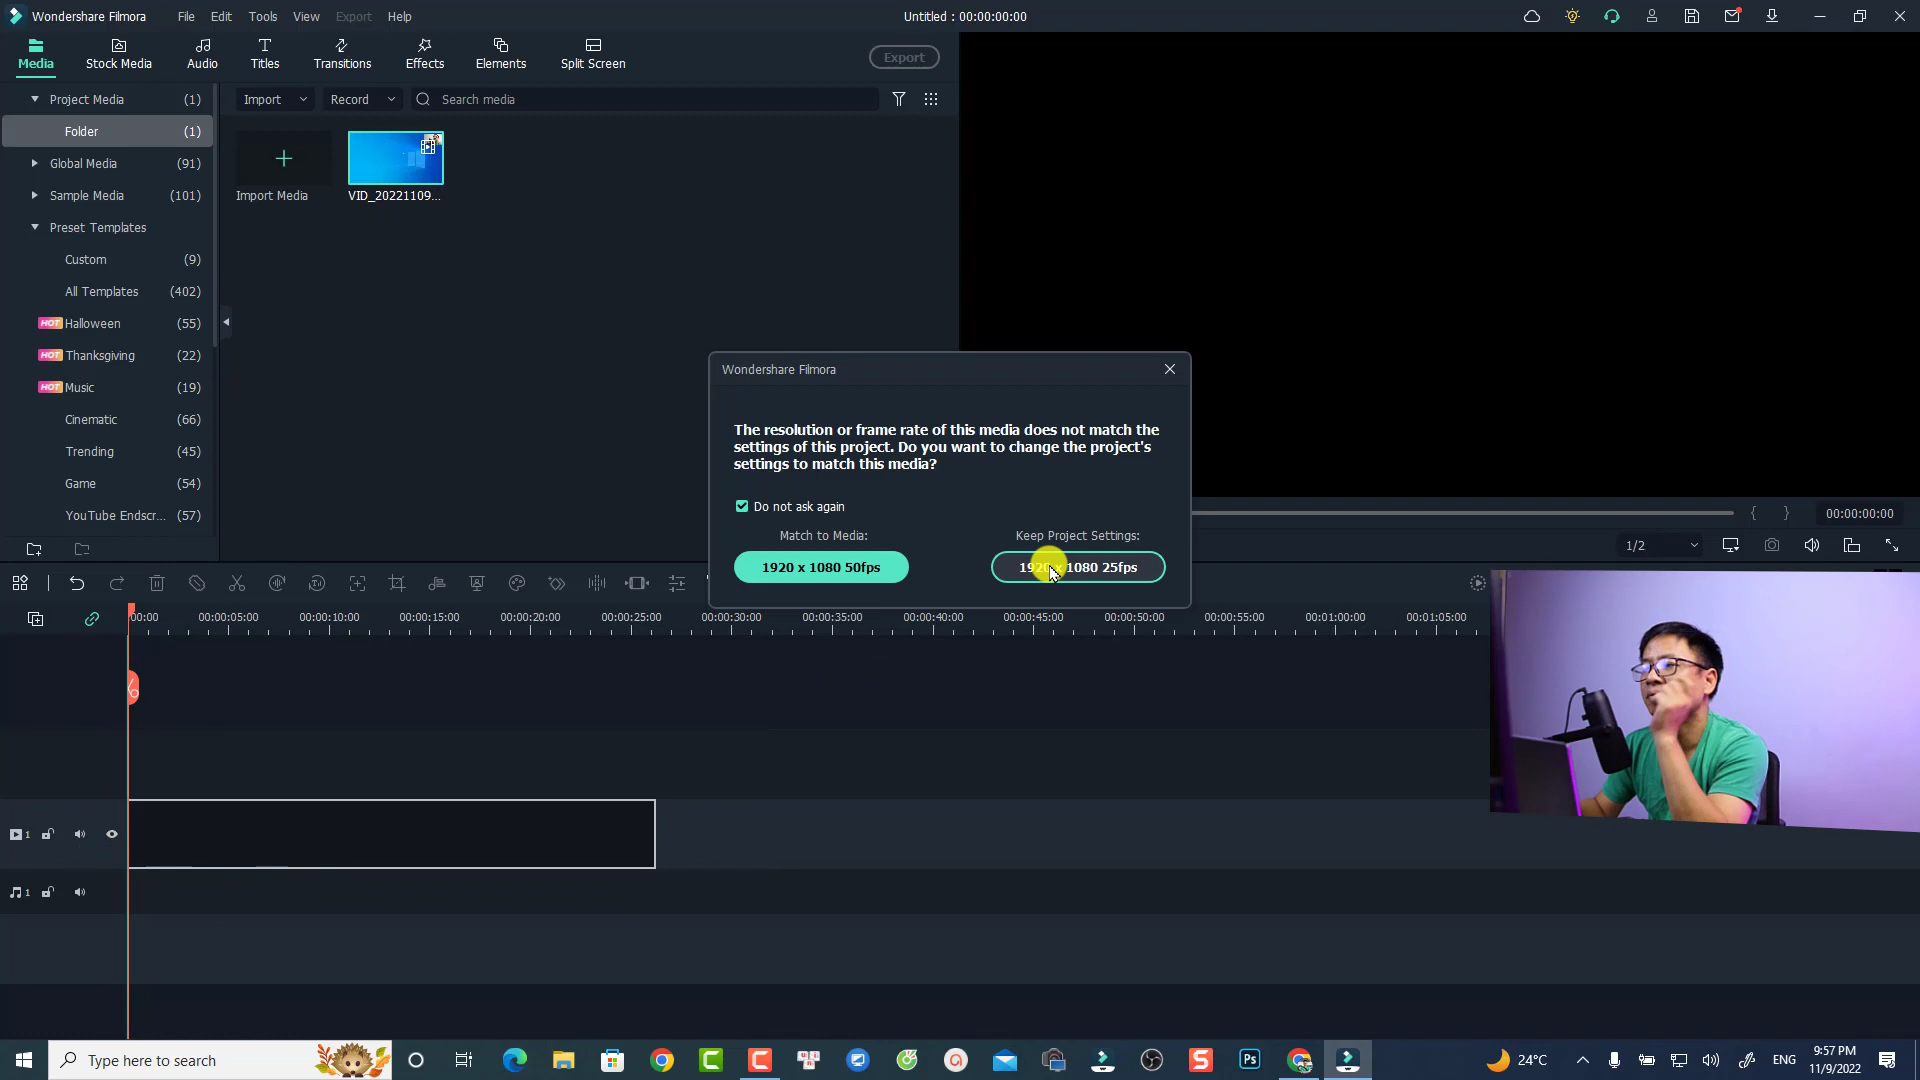 Wondershare Filmora
File Edit Tools View Export Help
Untitled : 00:00:00:00
Media Stock Media Audio Titles Transitions Effects Elements Split Screen
Export
Project Media (1)
Folder (1)
Global Media (91)
Sample Media (101)
Preset Templates
Custom (9)
All Templates (402)
HOT Halloween (55)
HOT Thanksgiving (22)
HOT Music (19)
Cinematic (66)
Trending (45)
Game (54)
YouTube Endscr... (57)
Import Record Search media
Import Media
VID_20221109...
Wondershare Filmora
The resolution or frame rate of this media does not match the
settings of this project. Do you want to change the project's
settings to match this media?
Do not ask again
Match to Media: Keep Project Settings:
1920 x 1080 50fps 1920 x 1080 25fps
{ } 00:00:00:00
1/2
00:00 00:00:05:00 00:00:10:00 00:00:15:00 00:00:20:00 00:00:25:00 00:00:30:00 00:00:35:00 00:00:40:00 00:00:45:00 00:00:50:00 00:00:55:00 00:01:00:00 00:01:05:00
1
1
Type here to search
Ps
24°C
ENG
9:57 PM
11/9/2022